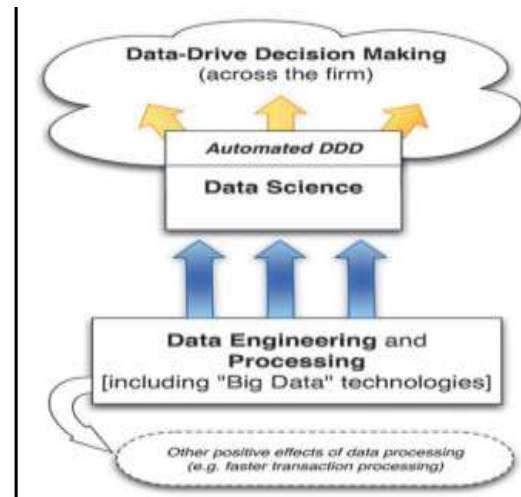 Data-Drive Decision Making
(across the firm)
Automated DDD
Data Science
Data Engineering and
Processing
[including "Big Data" technologies]
Other positive effects of data processing
(e.g. faster transaction processing)